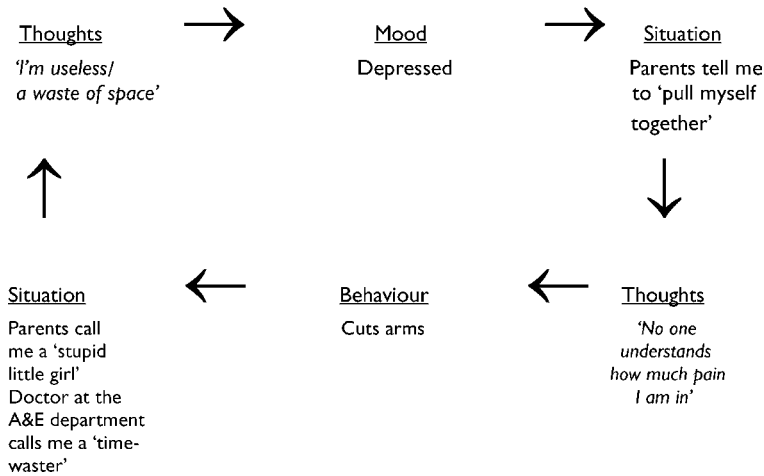 Thoughts
'I'm useless/
a waste of space'
Mood
Depressed
Situation
Parents tell me
to 'pull myself
together'
Situation
Parents call
me a 'stupid
little girl'
Doctor at the
A&E department
calls me a 'time-
waster'
Behaviour
Cuts arms
Thoughts
'No one
understands
how much pain
I am in'